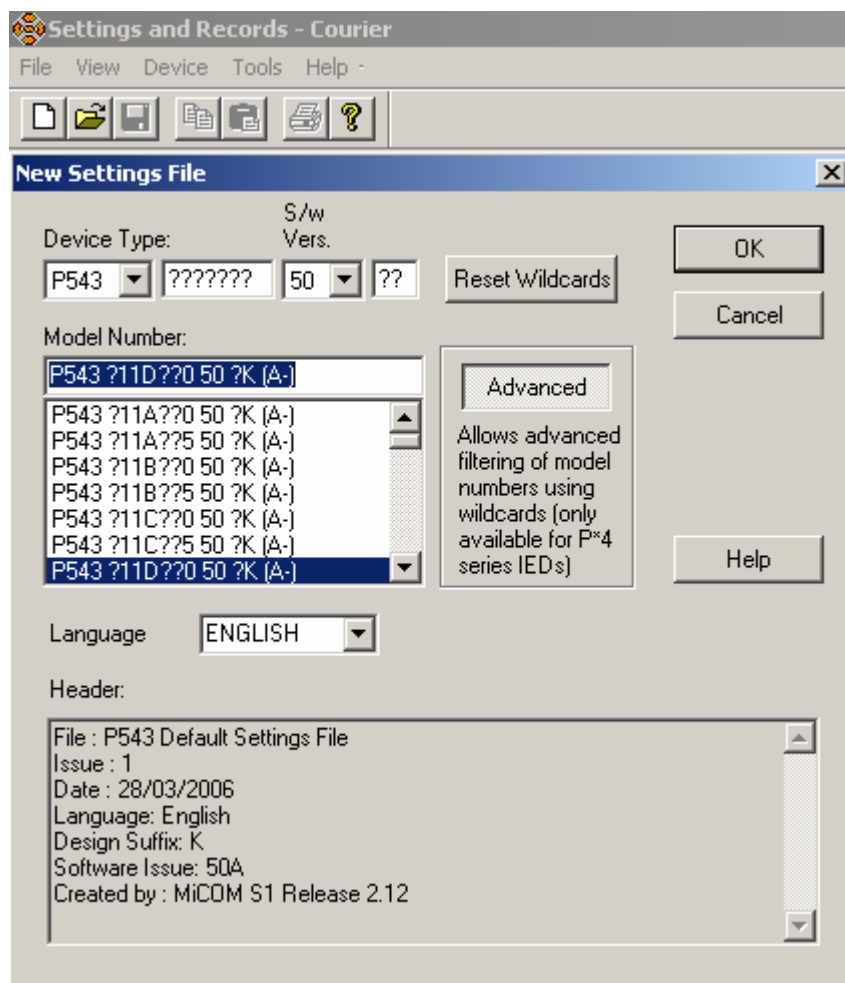 Settings and Records - Courier
File View Device Tools Help -
New Settings File
S/w
Device Type: Vers.
P543 ??????? 50 ?? Reset Wildcards
OK
Cancel
Model Number:
P543 ?11D??0 50 ?K (A-)
P543 ?11A??0 50 ?K (A-)
P543 ?11A??5 50 ?K (A-)
P543 ?11B??0 50 ?K (A-)
P543 ?11B??5 50 ?K (A-)
P543 ?11C??0 50 ?K (A-)
P543 ?11C??5 50 ?K (A-)
P543 ?11D??0 50 ?K (A-)
Advanced
Allows advanced
filtering of model
numbers using
wildcards (only
available for P*4
series IEDs)
Help
Language ENGLISH
Header:
File : P543 Default Settings File
Issue : 1
Date : 28/03/2006
Language: English
Design Suffix: K
Software Issue: 50A
Created by : MiCOM S1 Release 2.12